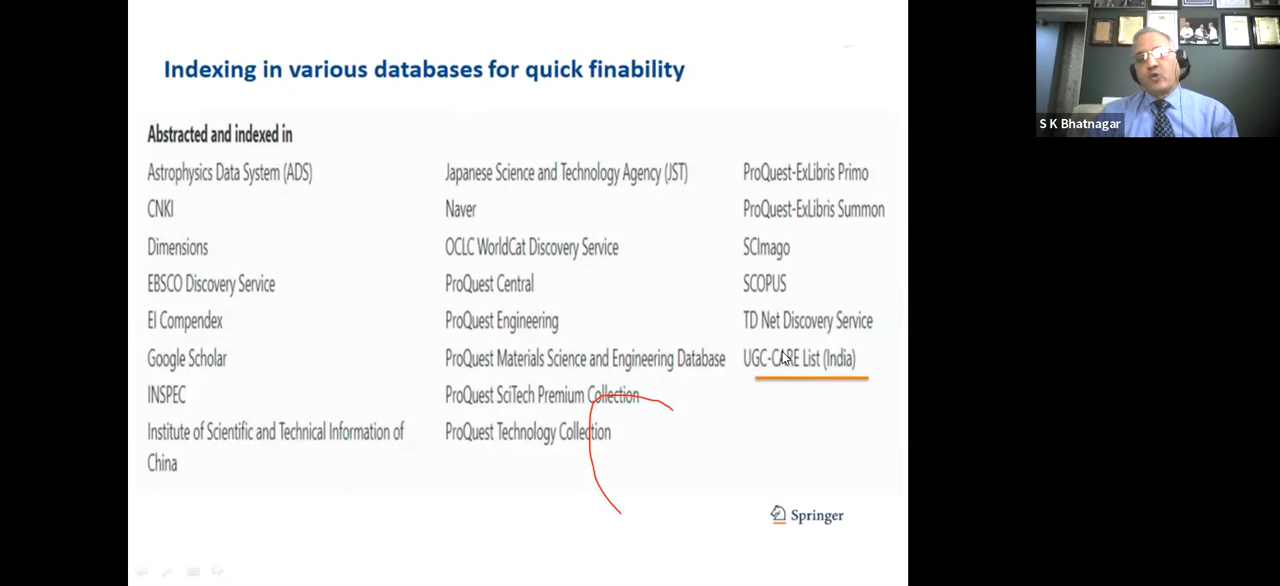 Indexing in various databases for quick finability
S K Bhatnagar
Abstracted and indexed in
Astrophysics Data System (ADS)
CNKI
Dimensions
EBSCO Discovery Service
EI Compendex
Google Scholar
INSPEC
Institute of Scientific and Technical Information of
China
Japanese Science and Technology Agency (JST)
Naver
OCLC WorldCat Discovery Service
ProQuest Central
ProQuest Engineering
ProQuest Materials Science and Engineering Database
ProQuest SciTech Premium Collection
ProQuest Technology Collection
ProQuest-ExLibris Primo
ProQuest-ExLibris Summon
SCImago
SCOPUS
TD Net Discovery Service
UGC-CARE List (India)
Springer